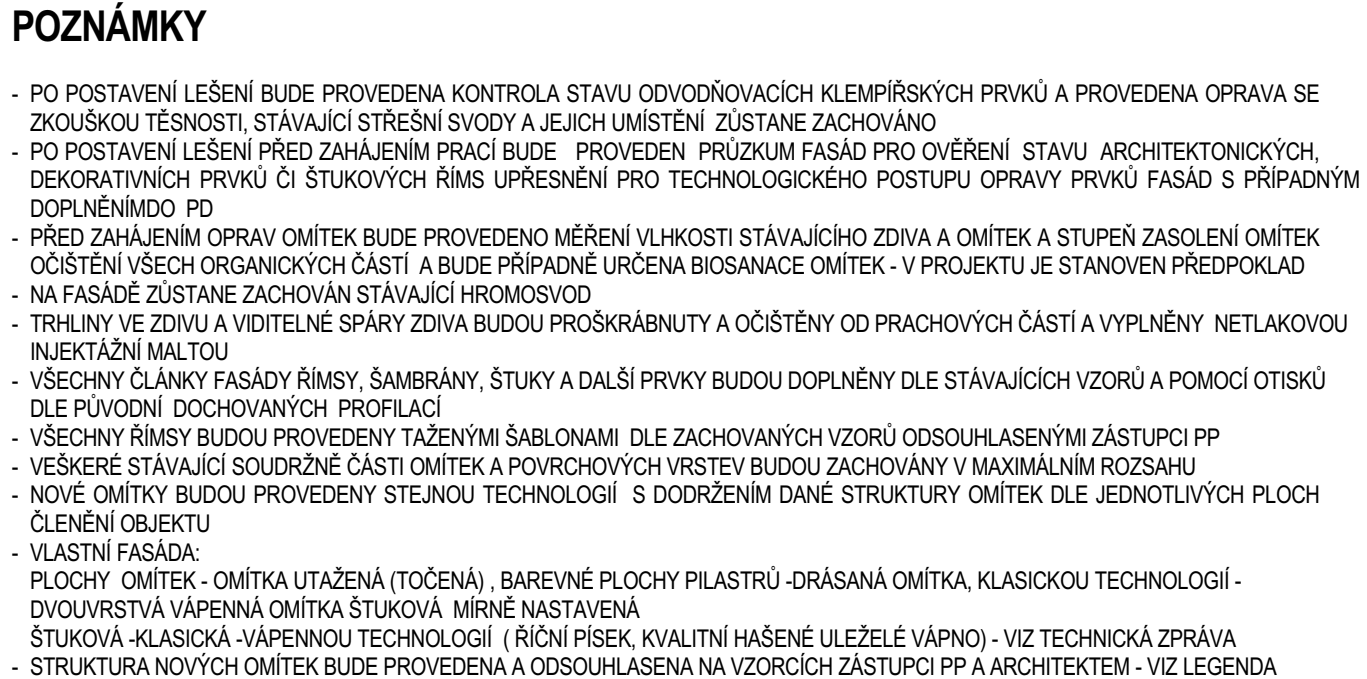 POZNÁMKY
- PO POSTAVENÍ LEŠENÍ BUDE PROVEDENA KONTROLA STAVU ODVODŇOVACÍCH KLEMPÍŘSKÝCH PRVKŮ A PROVEDENA OPRAVA SE
ZKOUŠKOU TĚSNOSTI, STÁVAJÍCÍ STŘEŠNÍ SVODY A JEJICH UMÍSTĚNÍ ZŮSTANE ZACHOVÁNO
- PO POSTAVENÍ LEŠENÍ PŘED ZAHÁJENÍM PRACÍ BUDE PROVEDEN PRŮZKUM FASÁD PRO OVĚŘENÍ STAVU ARCHITEKTONICKÝCH,
DEKORATIVNÍCH PRVKŮ ČI ŠTUKOVÝCH ŘÍMS UPŘESNĚNÍ PRO TECHNOLOGICKÉHO POSTUPU OPRAVY PRVKŮ FASÁD S PŘÍPADNÝM
DOPLNĚNÍMDO PD
- PŘED ZAHÁJENÍM OPRAV OMÍTEK BUDE PROVEDENO MĚŘENÍ VLHKOSTI STÁVAJÍCÍHO ZDIVA A OMÍTEK A STUPEŇ ZASOLENÍ OMÍTEK
OČIŠTĚNÍ VŠECH ORGANICKÝCH ČÁSTÍ A BUDE PŘÍPADNĚ URČENA BIOSANACE OMÍTEK - V PROJEKTU JE STANOVEN PŘEDPOKLAD
- NA FASÁDĚ ZŮSTANE ZACHOVÁN STÁVAJÍCÍ HROMOSVOD
- TRHLINY VE ZDIVU A VIDITELNÉ SPÁRY ZDIVA BUDOU PROŠKRÁBNUTY A OČIŠTĚNY OD PRACHOVÝCH ČÁSTÍ A VYPLNĚNY NETLAKOVOU
INJEKTÁŽNÍ MALTOU
- VŠECHNY ČLÁNKY FASÁDY ŘÍMSY, ŠAMBRÁNY, ŠTUKY A DALŠÍ PRVKY BUDOU DOPLNĚNY DLE STÁVAJÍCÍCH VZORŮ A POMOCÍ OTISKŮ
DLE PŮVODNÍ DOCHOVANÝCH PROFILACÍ
- VŠECHNY ŘÍMSY BUDOU PROVEDENY TAŽENÝMI ŠABLONAMI DLE ZACHOVANÝCH VZORŮ ODSOUHLASENÝMI ZÁSTUPCI PP
- VEŠKERÉ STÁVAJÍCÍ SOUDRŽNĚ ČÁSTI OMÍTEK A POVRCHOVÝCH VRSTEV BUDOU ZACHOVÁNY V MAXIMÁLNÍM ROZSAHU
- NOVÉ OMÍTKY BUDOU PROVEDENY STEJNOU TECHNOLOGIÍ S DODRŽENÍM DANÉ STRUKTURY OMÍTEK DLE JEDNOTLIVÝCH PLOCH
ČLENĚNÍ OBJEKTU
- VLASTNÍ FASÁDA:
PLOCHY OMÍTEK - OMÍTKA UTAŽENÁ (TOČENÁ) , BAREVNÉ PLOCHY PILASTRŮ -DRÁSANÁ OMÍTKA, KLASICKOU TECHNOLOGIÍ -
DVOUVRSTVÁ VÁPENNÁ OMÍTKA ŠTUKOVÁ MÍRNĚ NASTAVENÁ
ŠTUKOVÁ -KLASICKÁ -VÁPENNOU TECHNOLOGIÍ ( ŘÍČNÍ PÍSEK, KVALITNÍ HAŠENÉ ULEŽELÉ VÁPNO) - VIZ TECHNICKÁ ZPRÁVA
- STRUKTURA NOVÝCH OMÍTEK BUDE PROVEDENA A ODSOUHLASENA NA VZORCÍCH ZÁSTUPCI PP A ARCHITEKTEM - VIZ LEGENDA